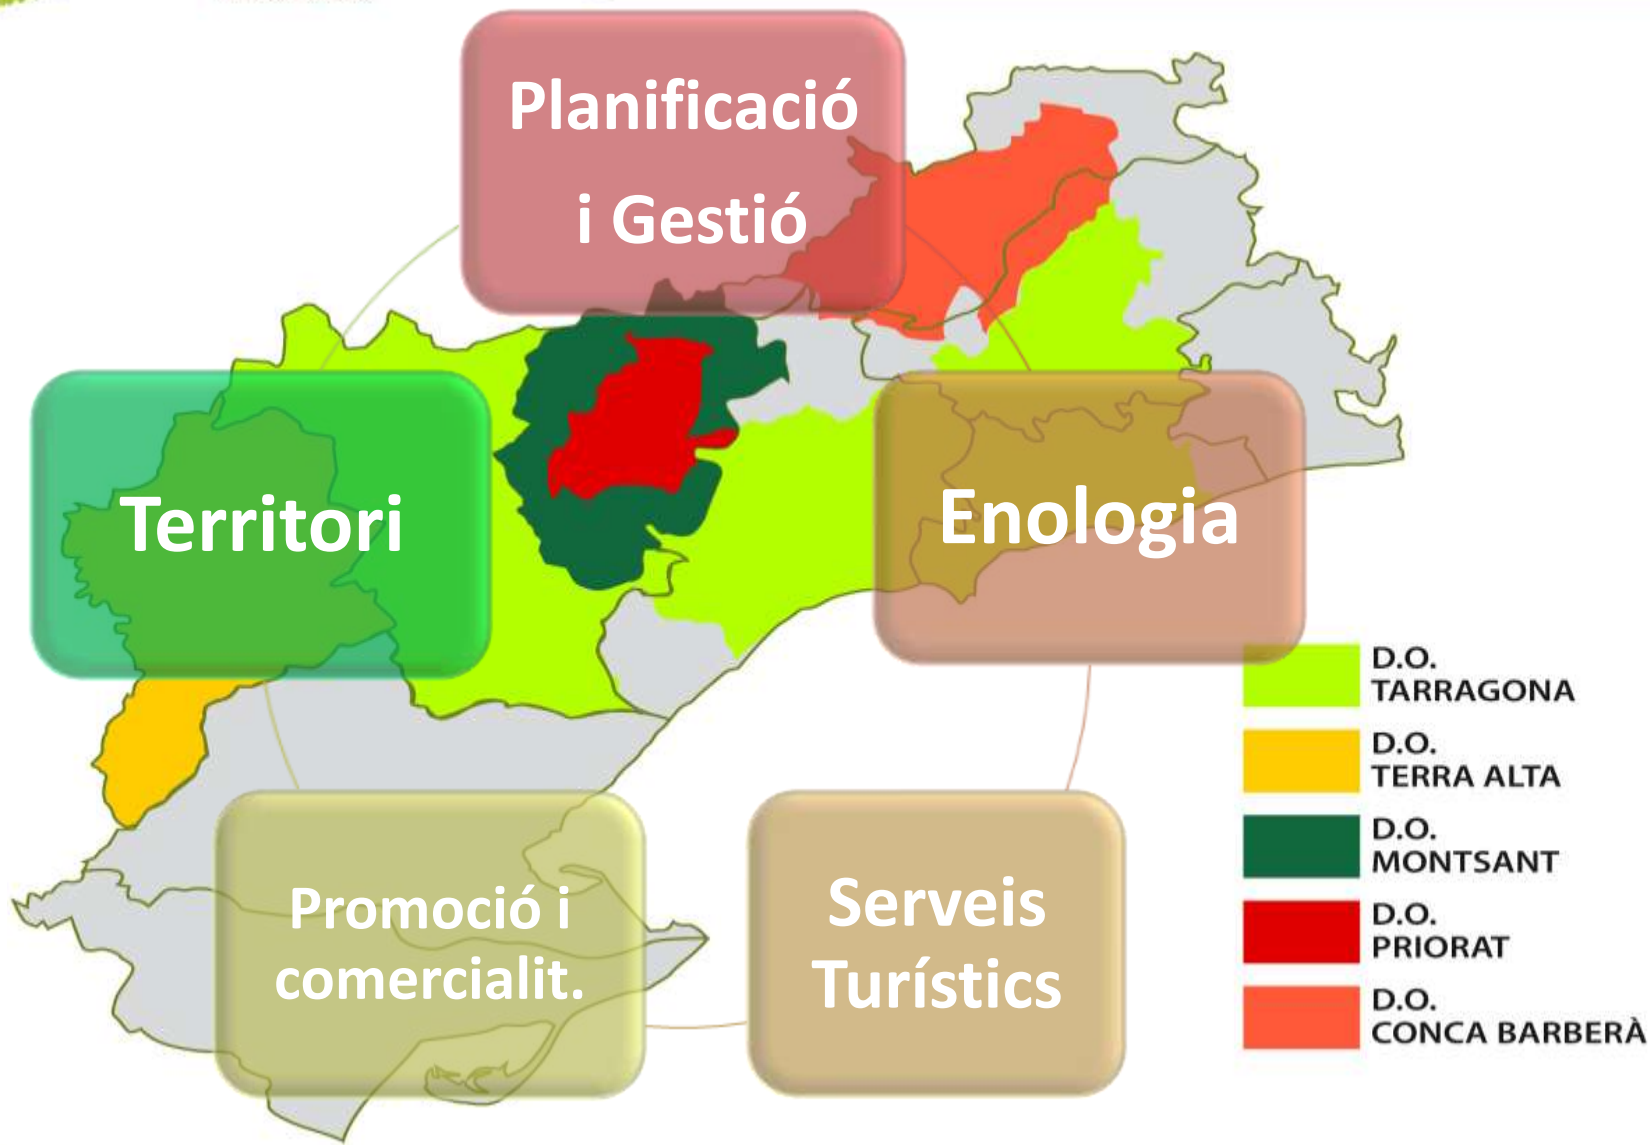 Planificació
i Gestió
Territori
Enologia
Promoció i
comercialit.
Serveis
Turístics
D.O.
TARRAGONA
D.O.
TERRA ALTA
D.O.
MONTSANT
D.O.
PRIORAT
D.O.
CONCA BARBERÀ